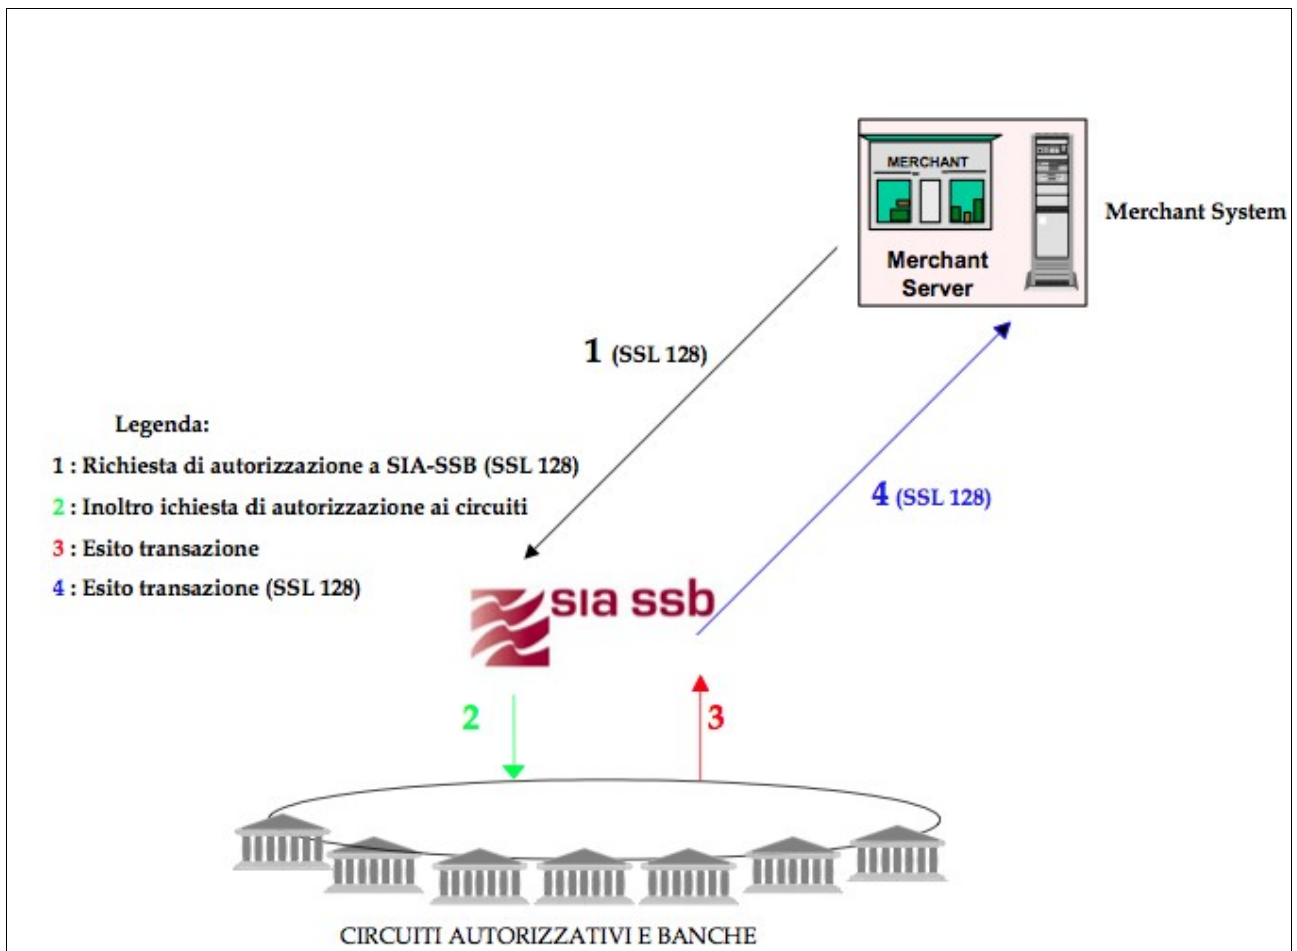 MERCHANT
Merchant
Server
Merchant System
1 (SSL 128)
Legenda:
1 : Richiesta di autorizzazione a SIA-SSB (SSL 128)
2 : Inoltro ichiesta di autorizzazione ai circuiti
3 : Esito transazione
4 : Esito transazione (SSL 128)
4 (SSL 128)
sia ssb
2
3
CIRCUITI AUTORIZZATIVI E BANCHE